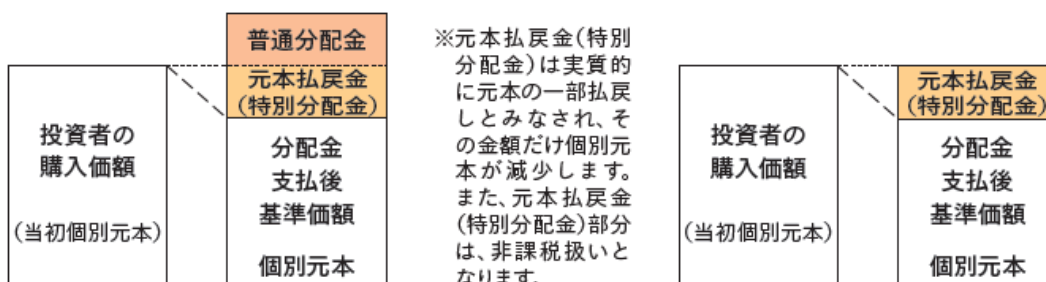 投資者の
購入価額
(当初個別元本)
普通分配金
元本払戻金
(特別分配金)
分配金
支払後
基準価額
個別元本
※元本払戻金(特別
分配金)は実質的
に元本の一部払戻
しとみなされ、そ
の金額だけ個別元
本が減少します。
また、元本払戻金
(特別分配金)部分
は、非課税扱いと
なります。
投資者の
購入価額
(当初個別元本)
元本払戻金
(特別分配金)
分配金
支払後
基準価額
個別元本